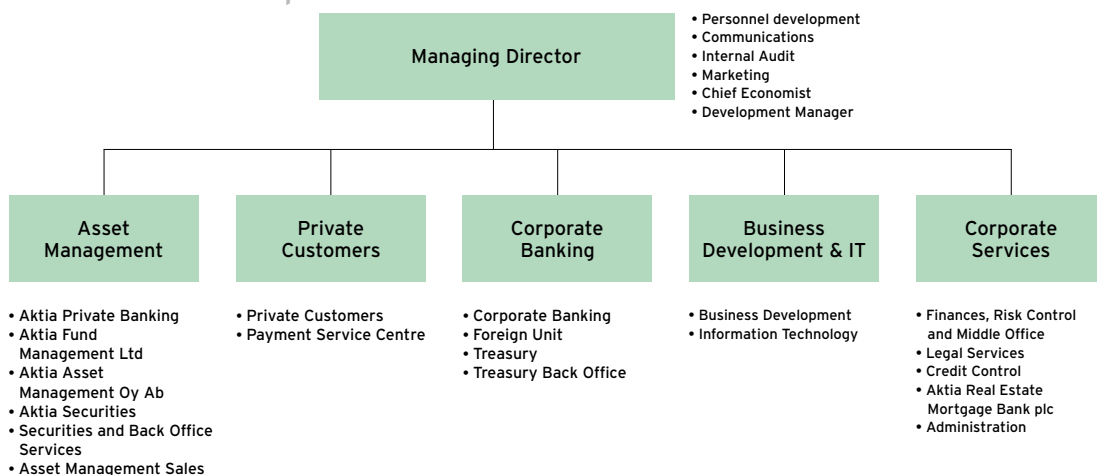 Managing Director
• Personnel development
• Communications
• Internal Audit
• Marketing
• Chief Economist
• Development Manager
Asset
Management
• Aktia Private Banking
• Aktia Fund
Management Ltd
• Aktia Asset
Management Oy Ab
• Aktia Securities
• Securities and Back Office
Services
• Asset Management Sales
Private
Customers
• Private Customers
• Payment Service Centre
Corporate
Banking
• Corporate Banking
• Foreign Unit
• Treasury
• Treasury Back Office
Business
Development & IT
• Business Development
• Information Technology
Corporate
Services
• Finances, Risk Control
and Middle Office
• Legal Services
• Credit Control
• Aktia Real Estate
Mortgage Bank plc
• Administration